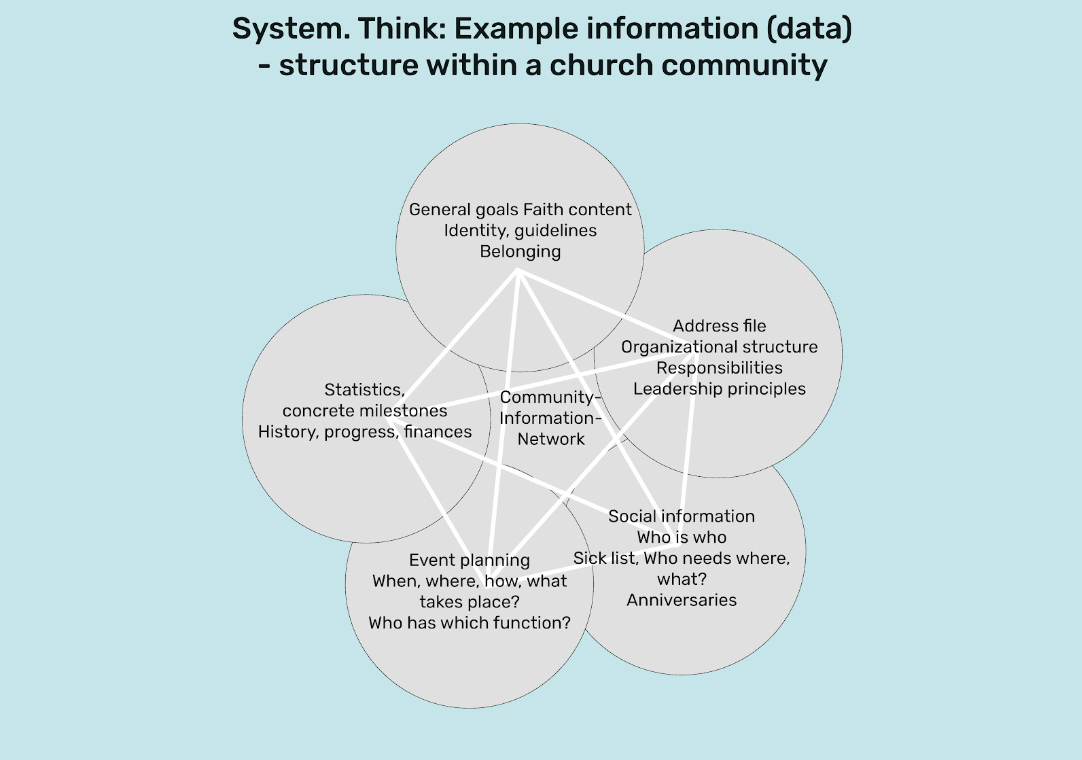 System. Think: Example information (data)
- structure within a church community
General goals Faith content
Identity, guidelines
Belonging
Address file
Organizational structure
Responsibilities
Leadership principles
Statistics,
concrete milestones
History, progress, finances
Community-
Information-
Network
Social information
Who is who
Sick list, Who needs where,
what?
Anniversaries
Event planning
When, where, how, what
takes place?
Who has which function?